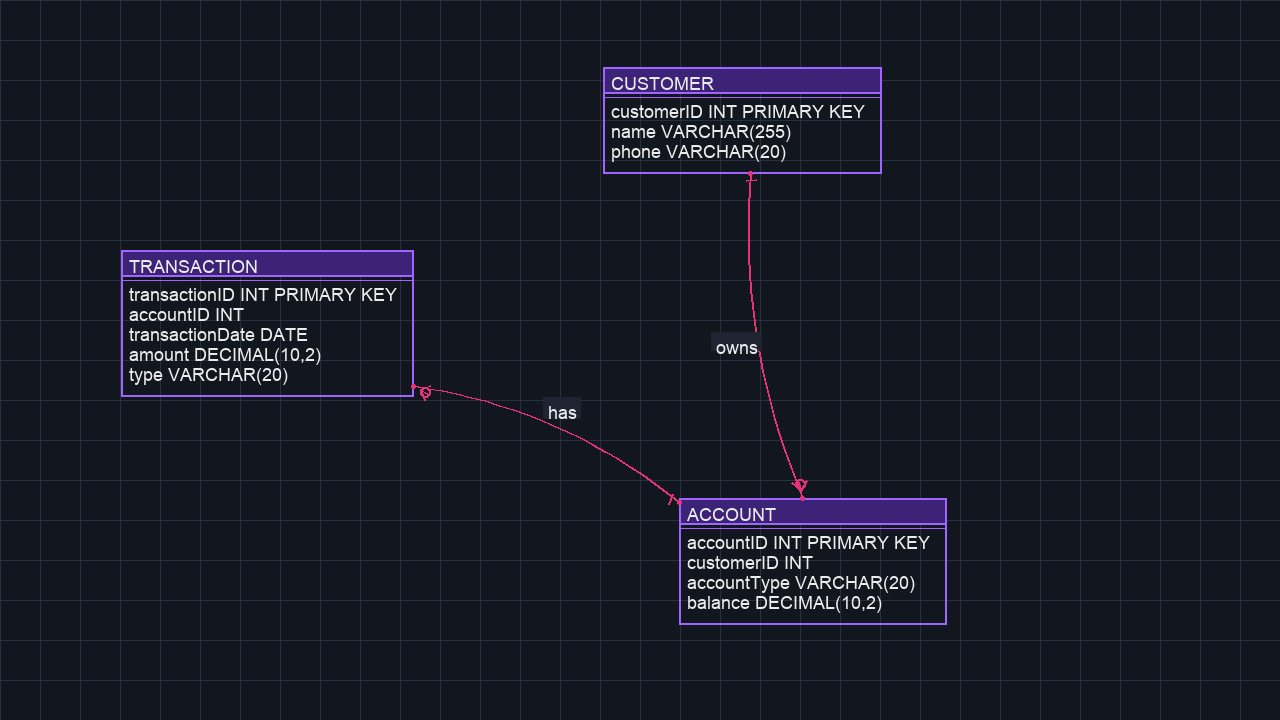 CUSTOMER
customerID INT PRIMARY KEY
name VARCHAR(255)
phone VARCHAR(20)
TRANSACTION
transactionID INT PRIMARY KEY
accountID INT
transactionDate DATE
amount DECIMAL(10,2)
type VARCHAR(20)
owns
has
ACCOUNT
accountID INT PRIMARY KEY
customerID INT
accountType VARCHAR(20)
balance DECIMAL(10,2)